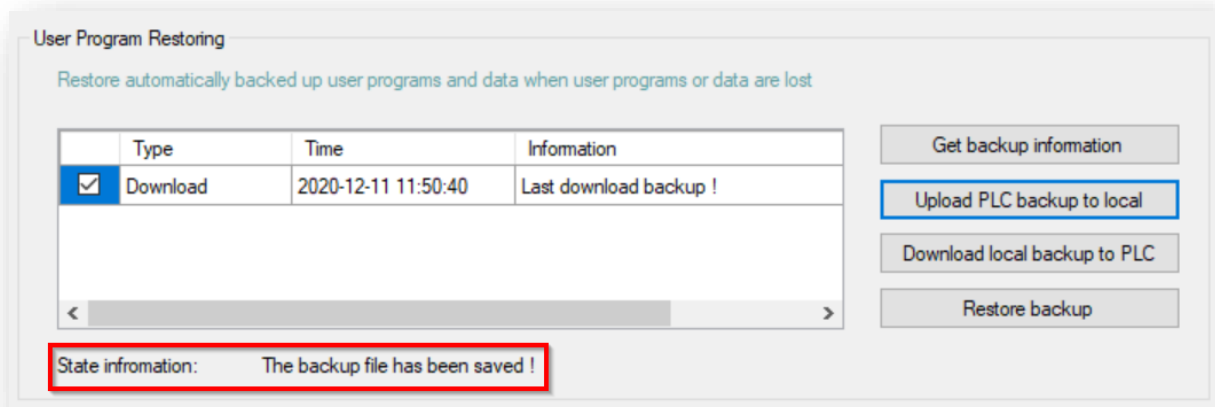 User Program Restoring
Restore automatically backed up user programs and data when user programs or data are lost
Type Time Information
Download 2020-12-11 11:50:40 Last download backup !
Get backup information
Upload PLC backup to local
Download local backup to PLC
Restore backup
State infromation: The backup file has been saved !